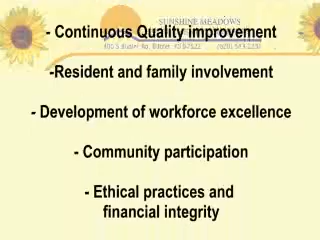 SUNSHINE MEADOWS
- Continuous Quality improvement
-Resident and family involvement
- Development of workforce excellence
- Community participation
- Ethical practices and
financial integrity